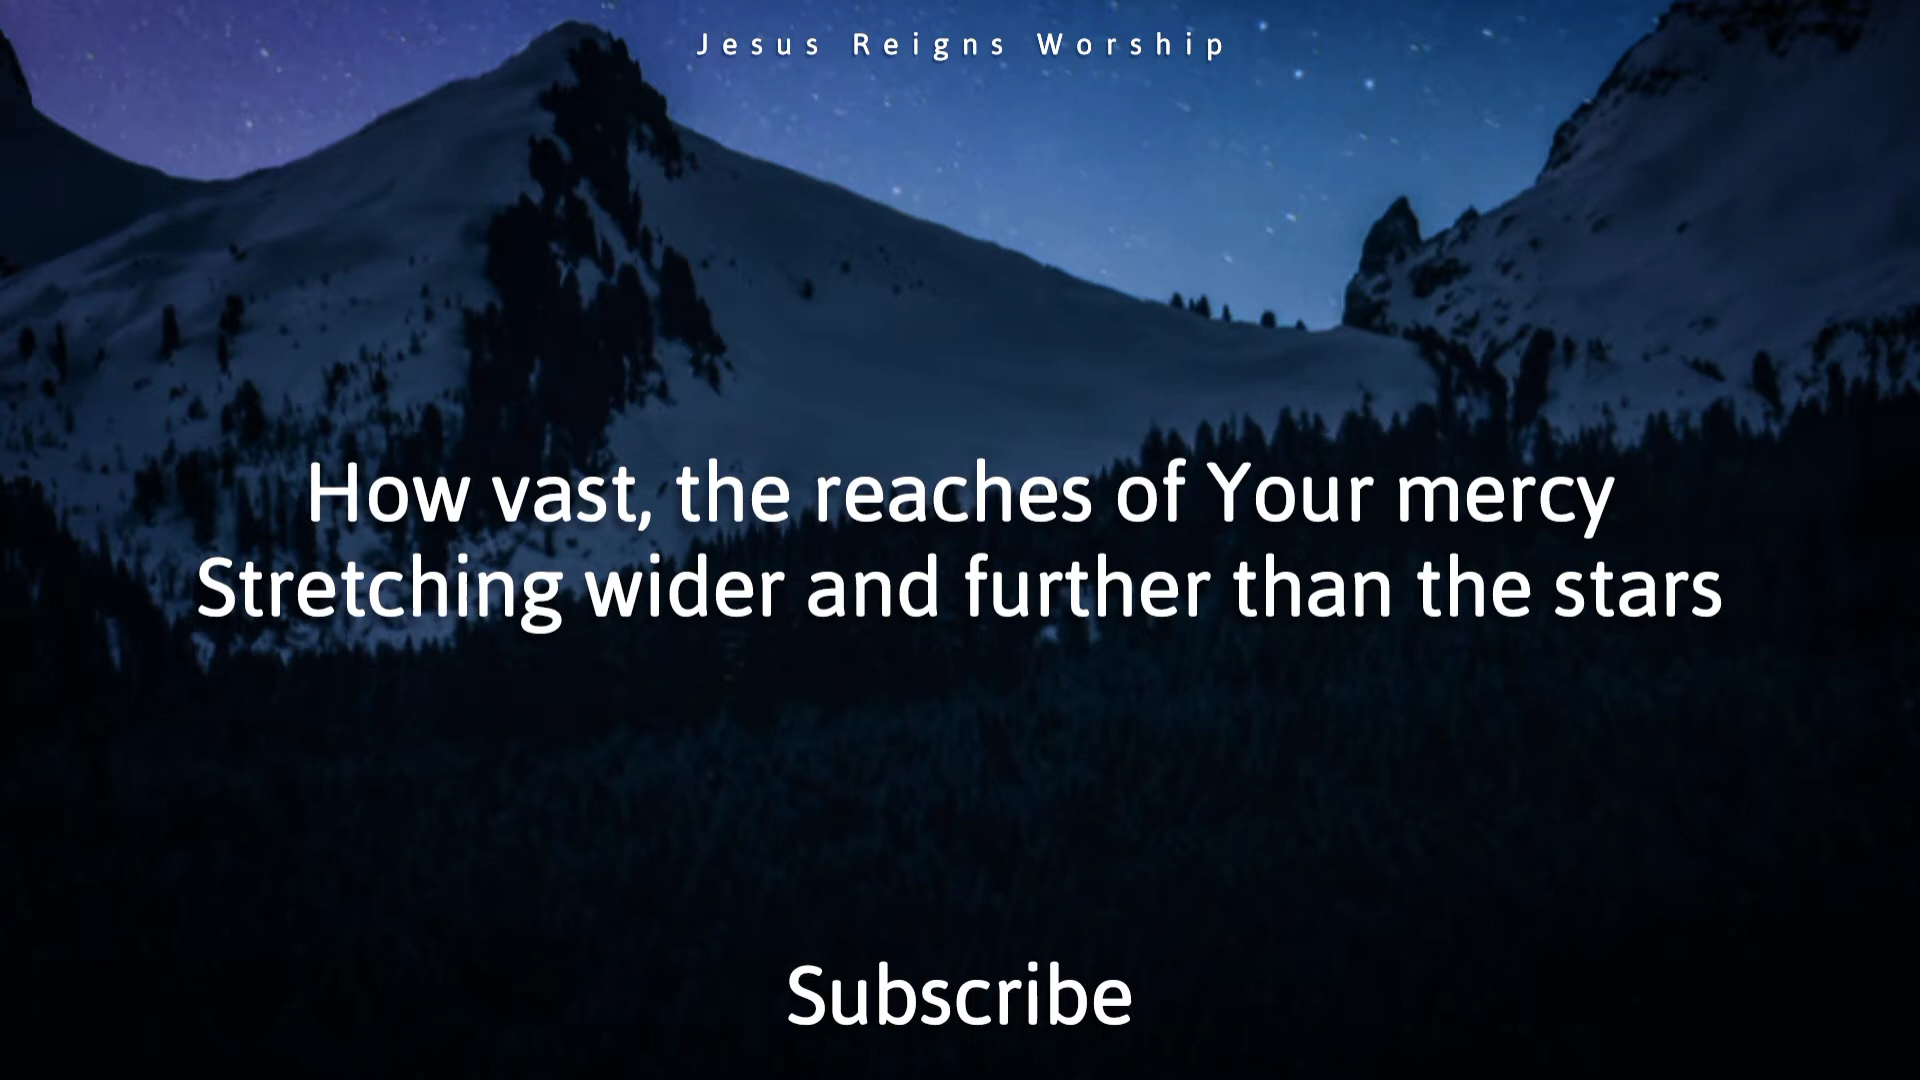 Jesus Reigns Worship
How vast, the reaches of Your mercy
Stretching wider and further than the stars
Subscribe